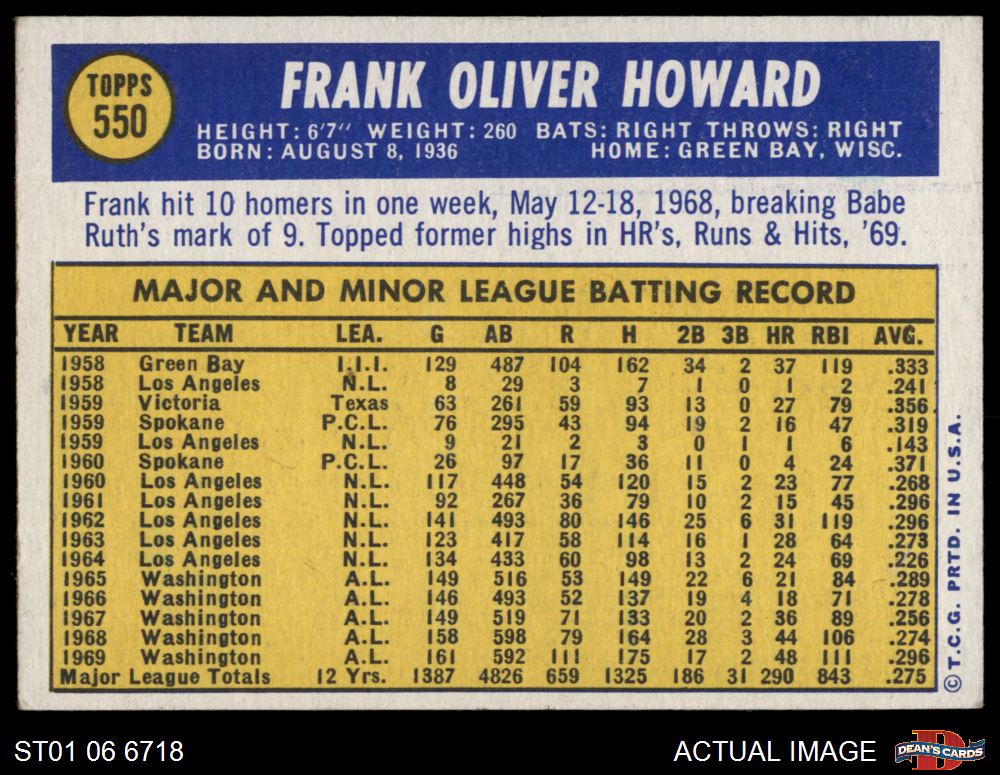 TOPPS
550
FRANK OLIVER HOWARD
HEIGHT: 6'7" WEIGHT: 260 BATS: RIGHT THROWS: RIGHT
BORN: AUGUST 8, 1936 HOME: GREEN BAY, WISC.
Frank hit 10 homers in one week, May 12-18, 1968, breaking Babe
Ruth's mark of 9. Topped former highs in HR's, Runs & Hits, '69.
MAJOR AND MINOR LEAGUE BATTING RECORD
YEAR TEAM LEA. G AB R H 2B 3B HR RBI AVG.
1958 Green Bay I.I.I. 129 487 104 162 34 2 37 119 .333
1958 Los Angeles N.L. 8 29 3 7 1 0 1 2 .241
1959 Victoria Texas 63 261 59 93 13 0 27 79 .356
1959 Spokane P.C.L. 76 295 43 94 19 2 16 47 .319
1959 Los Angeles N.L. 9 21 2 3 0 1 1 6 .143
1960 Spokane P.C.L. 26 97 17 36 11 0 4 24 .371
1960 Los Angeles N.L. 117 448 54 120 15 2 23 77 .268
1961 Los Angeles N.L. 92 267 36 79 10 2 15 45 .296
1962 Los Angeles N.L. 141 493 80 146 25 6 31 119 .296
1963 Los Angeles N.L. 123 417 58 114 16 1 28 64 .273
1964 Los Angeles N.L. 134 433 60 98 13 2 24 69 .226
1965 Washington A.L. 149 516 53 149 22 6 21 84 .289
1966 Washington A.L. 146 493 52 137 19 4 18 71 .278
1967 Washington A.L. 149 519 71 133 20 2 36 89 .256
1968 Washington A.L. 158 598 79 164 28 3 44 106 .274
1969 Washington A.L. 161 592 111 175 17 2 48 111 .296
Major League Totals 12 Yrs. 1387 4826 659 1325 186 31 290 843 .275
© T.C.G. PRTD. IN U.S.A.
ST01 06 6718
ACTUAL IMAGE
DEAN'S CARDS